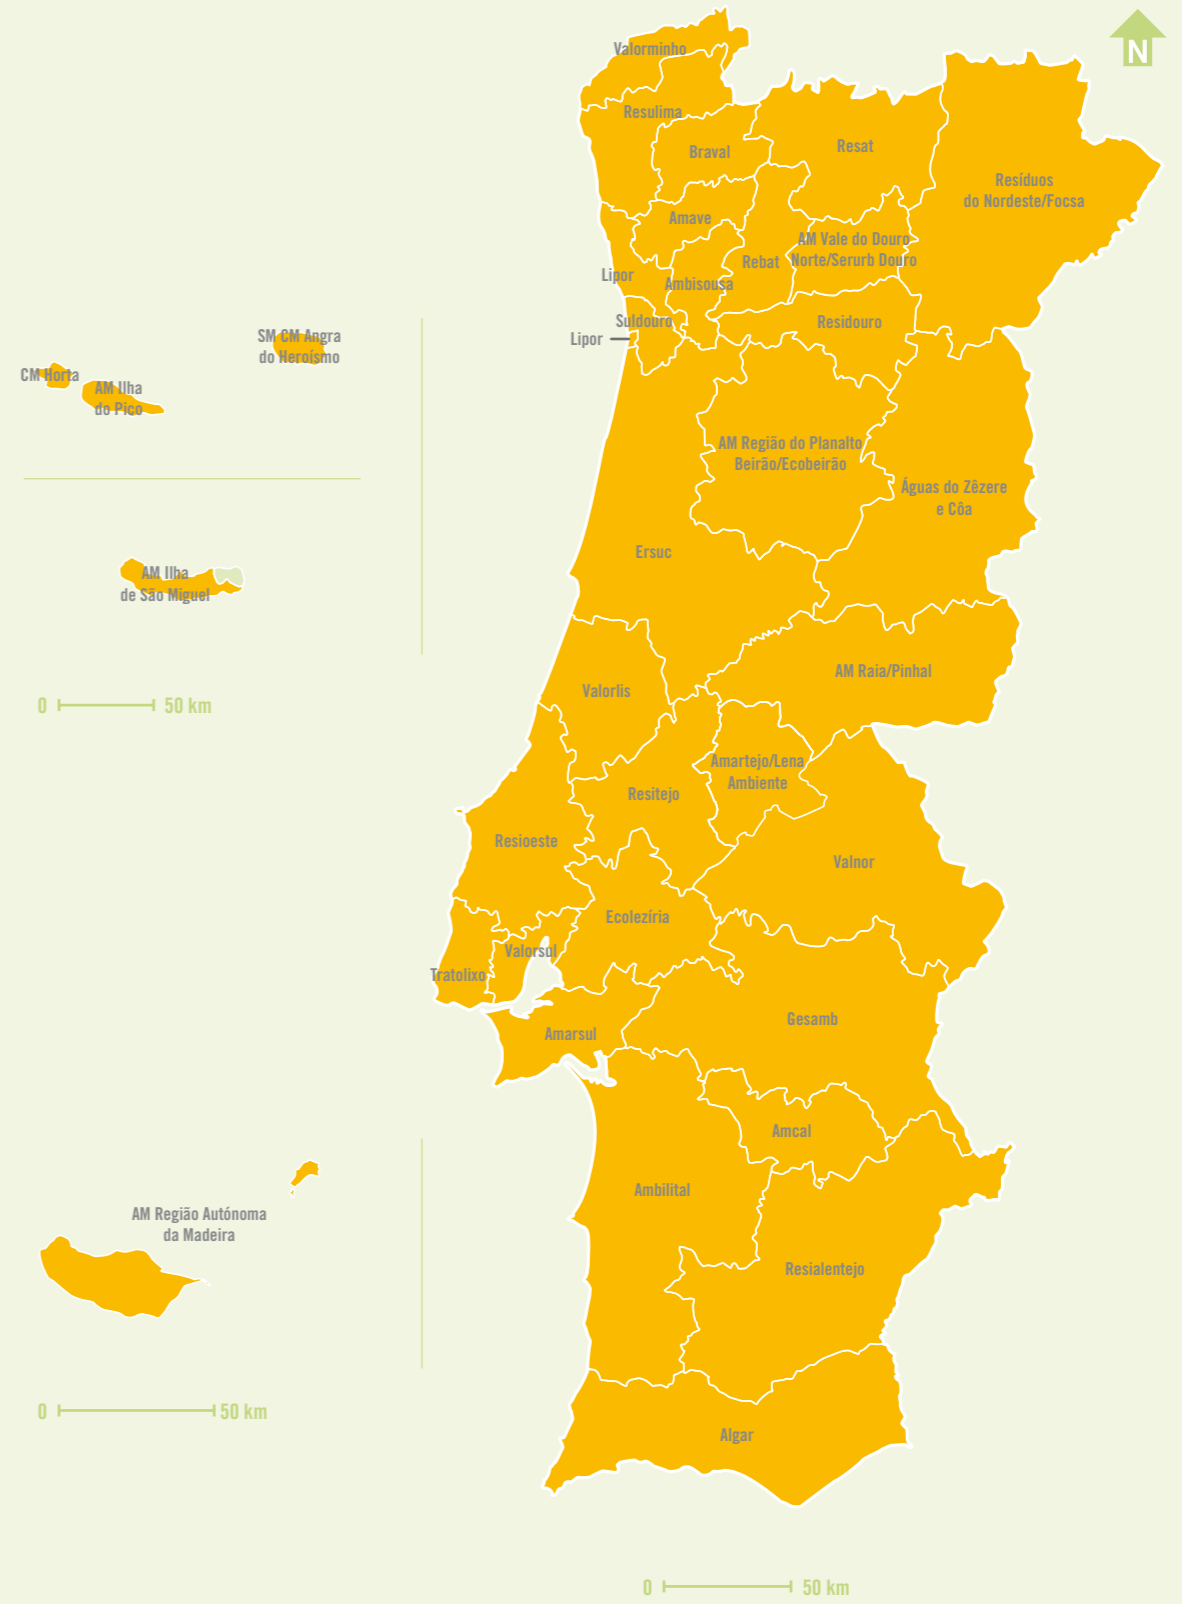 N
Valorminho
Resulima
Braval
Resat
Resíduos
do Nordeste/Focsa
Amave
AM Vale do Douro
Norte/Serurb Douro
Rebat
Lipor
Ambisousa
Suldouro
Residouro
Lipor
SM CM Angra
do Heroísmo
CM Horta
AM Ilha
do Pico
AM Região do Planalto
Beirão/Ecobeirão
Águas do Zêzere
e Côa
Ersuc
AM Ilha
de São Miguel
AM Raia/Pinhal
Valorlis
0 50 km
Amartejo/Lena
Ambiente
Resitejo
Resioeste
Valnor
Ecolezíria
Valorsul
Tratolixo
Gesamb
Amarsul
Amcal
Ambilital
AM Região Autónoma
da Madeira
Resialentejo
0 50 km
Algar
0 50 km